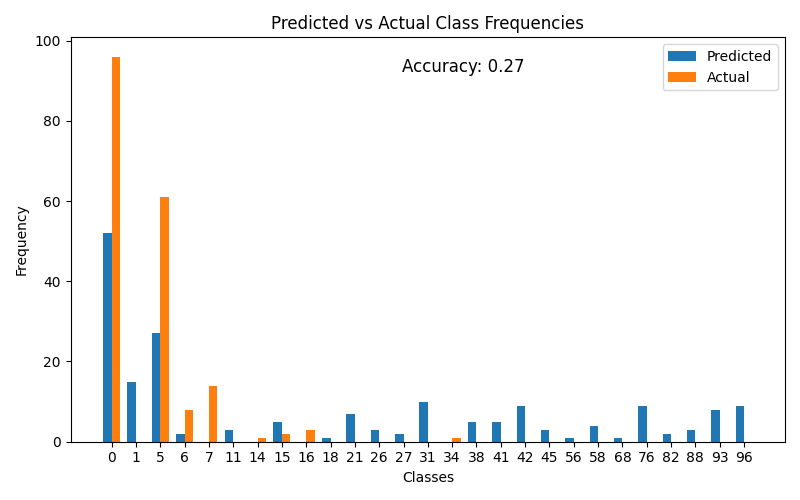 Predicted vs Actual Class Frequencies
Accuracy: 0.27
Predicted
Actual
Frequency
100
80
60
40
20
0
0 1 5 6 7 11 14 15 16 18 21 26 27 31 34 38 41 42 45 56 58 68 76 82 88 93 96
Classes